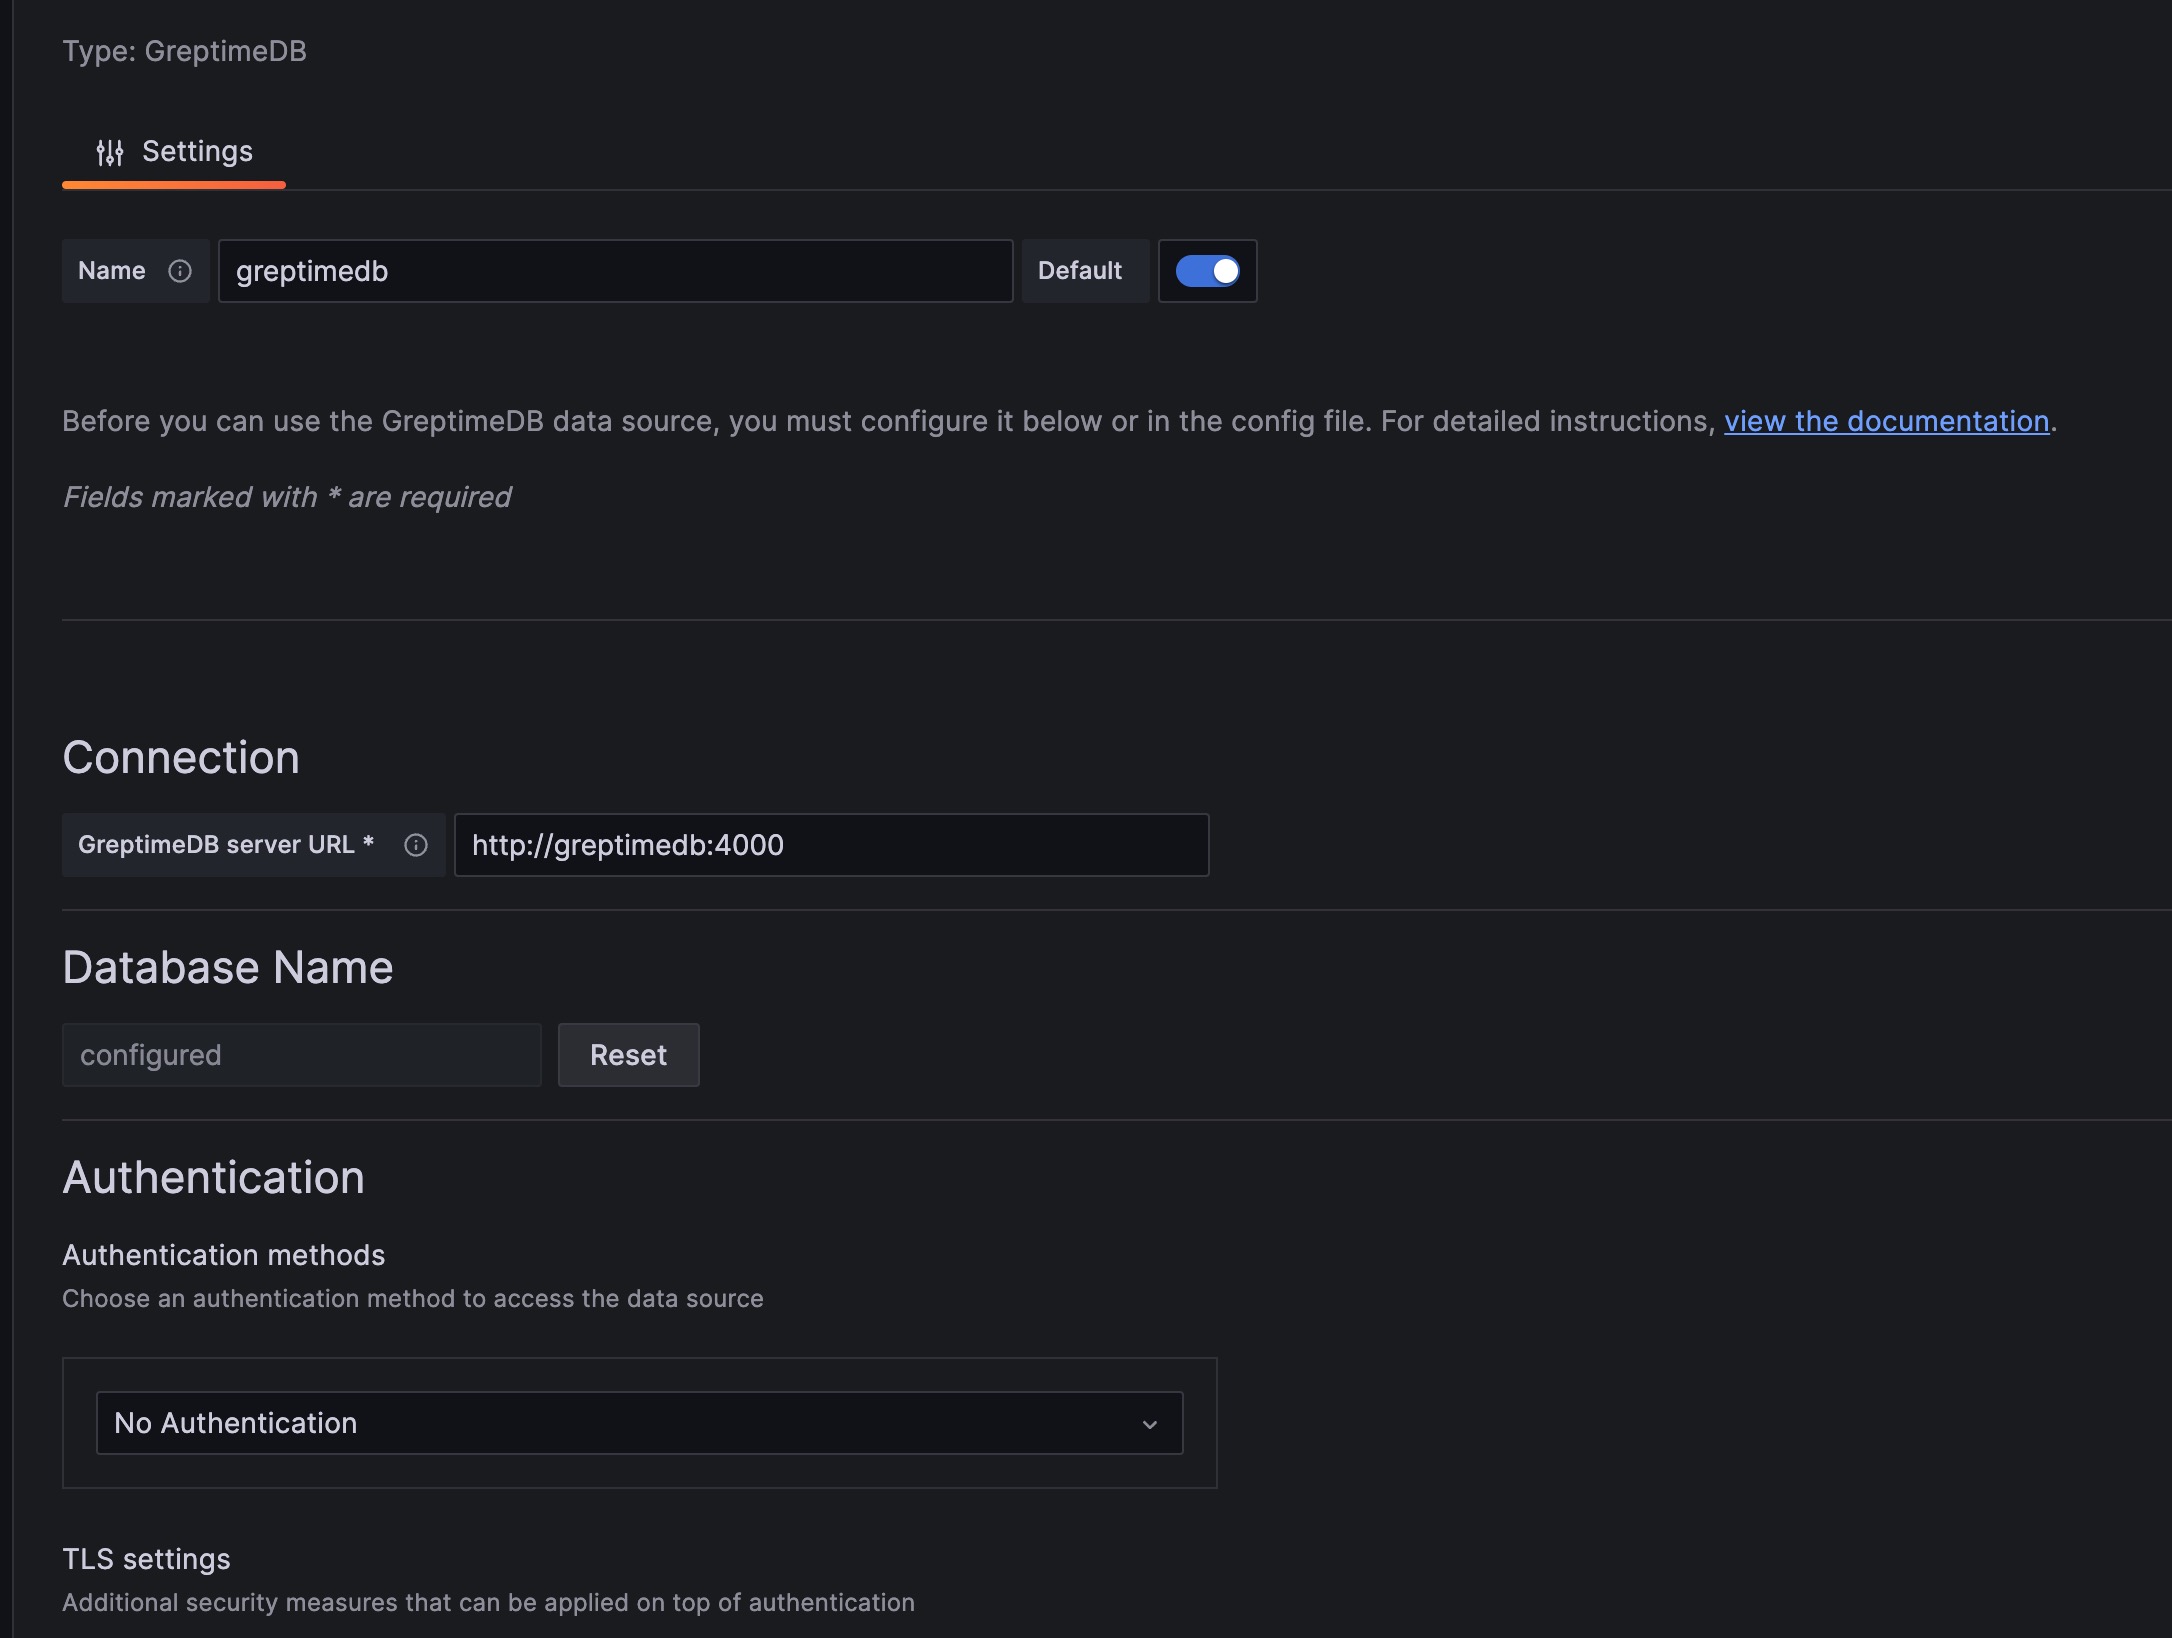 Type: GreptimeDB
Settings
Name greptimedb Default
Before you can use the GreptimeDB data source, you must configure it below or in the config file. For detailed instructions, view the documentation.
Fields marked with * are required
Connection
GreptimeDB server URL * http://greptimedb:4000
Database Name
configured Reset
Authentication
Authentication methods
Choose an authentication method to access the data source
No Authentication
TLS settings
Additional security measures that can be applied on top of authentication